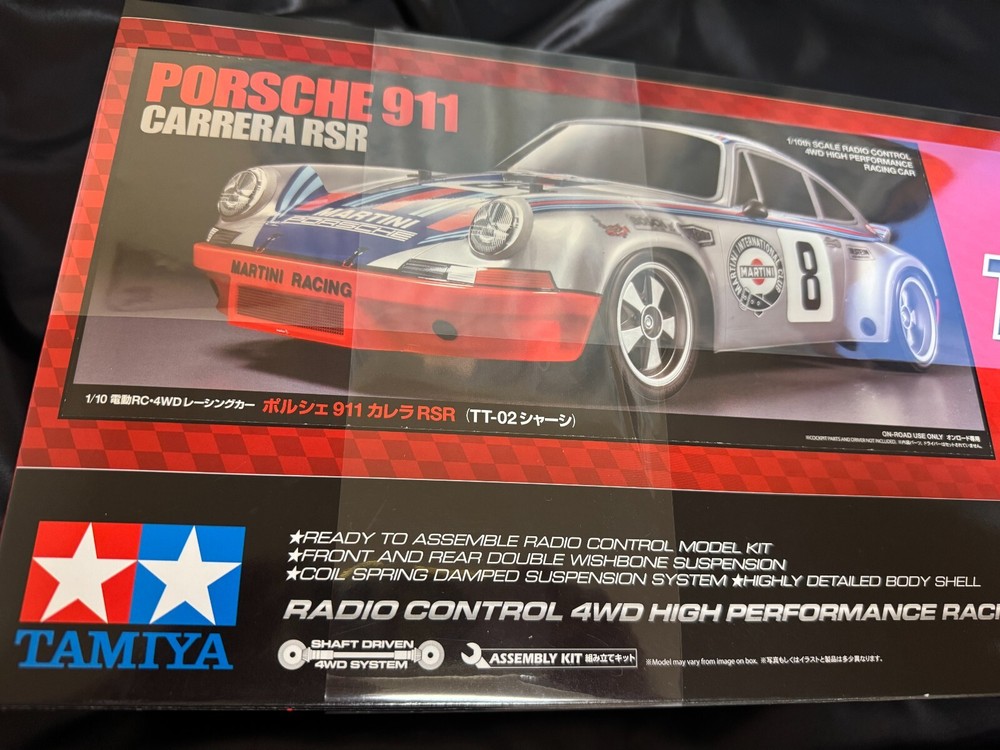 PORSCHE 911
CARRERA RSR
1/10th SCALE RADIO CONTROL
4WD HIGH PERFORMANCE
RACING CAR
MARTINI
PORSCHE
MARTINI RACING
MARTINI INTERNATIONAL CLUB
MARTINI
8
1/10 電動RC・4WDレーシングカー ポルシェ 911 カレラ RSR (TT-02 シャーシ)
ON-ROAD USE ONLY オンロード専用
TAMIYA
★READY TO ASSEMBLE RADIO CONTROL MODEL KIT
★FRONT AND REAR DOUBLE WISHBONE SUSPENSION
★COIL SPRING DAMPED SUSPENSION SYSTEM ★HIGHLY DETAILED BODY SHELL
RADIO CONTROL 4WD HIGH PERFORMANCE RACI
SHAFT DRIVEN
4WD SYSTEM
ASSEMBLY KIT 組み立てキット
※Model may vary from image on box. ※写真もしくはイラストと製品は多少異なります。